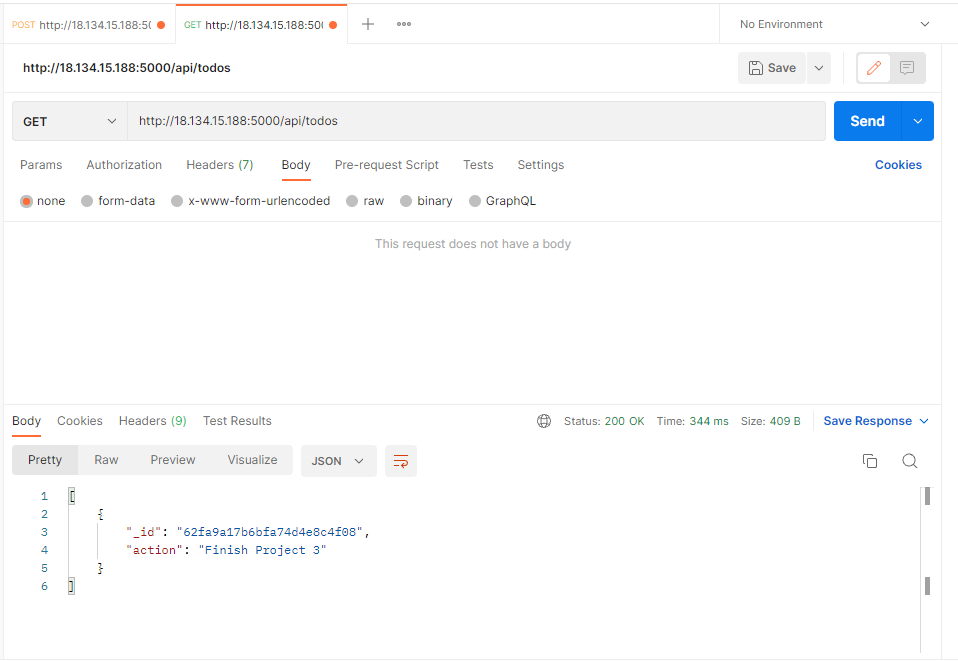 POST http://18.134.15.188:50 GET http://18.134.15.188:500 No Environment
http://18.134.15.188:5000/api/todos Save
GET http://18.134.15.188:5000/api/todos Send
Params Authorization Headers (7) Body Pre-request Script Tests Settings Cookies
none form-data x-www-form-urlencoded raw binary GraphQL
This request does not have a body
Body Cookies Headers (9) Test Results Status: 200 OK Time: 344 ms Size: 409 B Save Response
Pretty Raw Preview Visualize JSON
1 [
2 {
3 "_id": "62fa9a17b6bfa74d4e8c4f08",
4 "action": "Finish Project 3"
5 }
6 ]